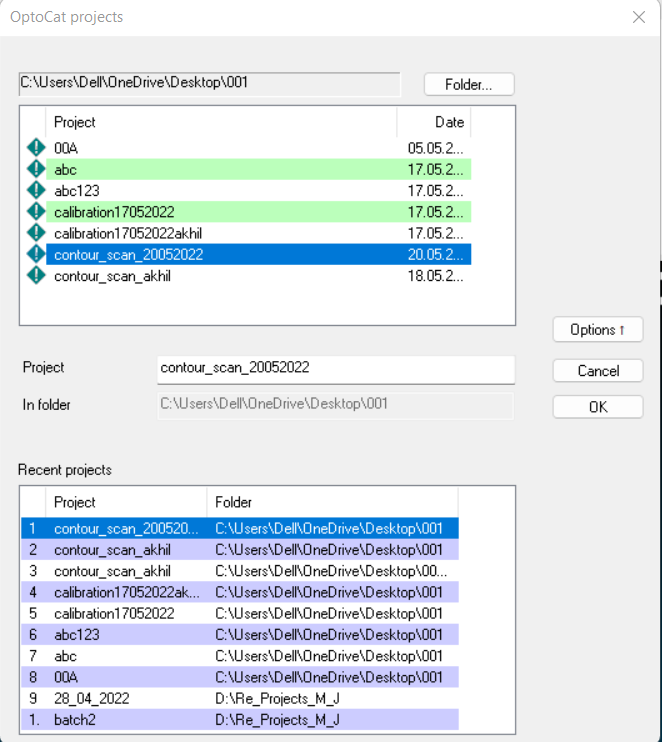 OptoCat projects
C:\Users\Dell\OneDrive\Desktop\001
Folder...
Project Date
00A 05.05.2...
abc 17.05.2...
abc123 17.05.2...
calibration17052022 17.05.2...
calibration17052022akhil 17.05.2...
contour_scan_20052022 20.05.2...
contour_scan_akhil 18.05.2...
Options ↑
Project contour_scan_20052022
Cancel
In folder C:\Users\Dell\OneDrive\Desktop\001
OK
Recent projects
Project Folder
1 contour_scan_200520... C:\Users\Dell\OneDrive\Desktop\001
2 contour_scan_akhil C:\Users\Dell\OneDrive\Desktop\001
3 contour_scan_akhil C:\Users\Dell\OneDrive\Desktop\00...
4 calibration17052022ak... C:\Users\Dell\OneDrive\Desktop\001
5 calibration17052022 C:\Users\Dell\OneDrive\Desktop\001
6 abc123 C:\Users\Dell\OneDrive\Desktop\001
7 abc C:\Users\Dell\OneDrive\Desktop\001
8 00A C:\Users\Dell\OneDrive\Desktop\001
9 28_04_2022 D:\Re_Projects_M_J
1. batch2 D:\Re_Projects_M_J